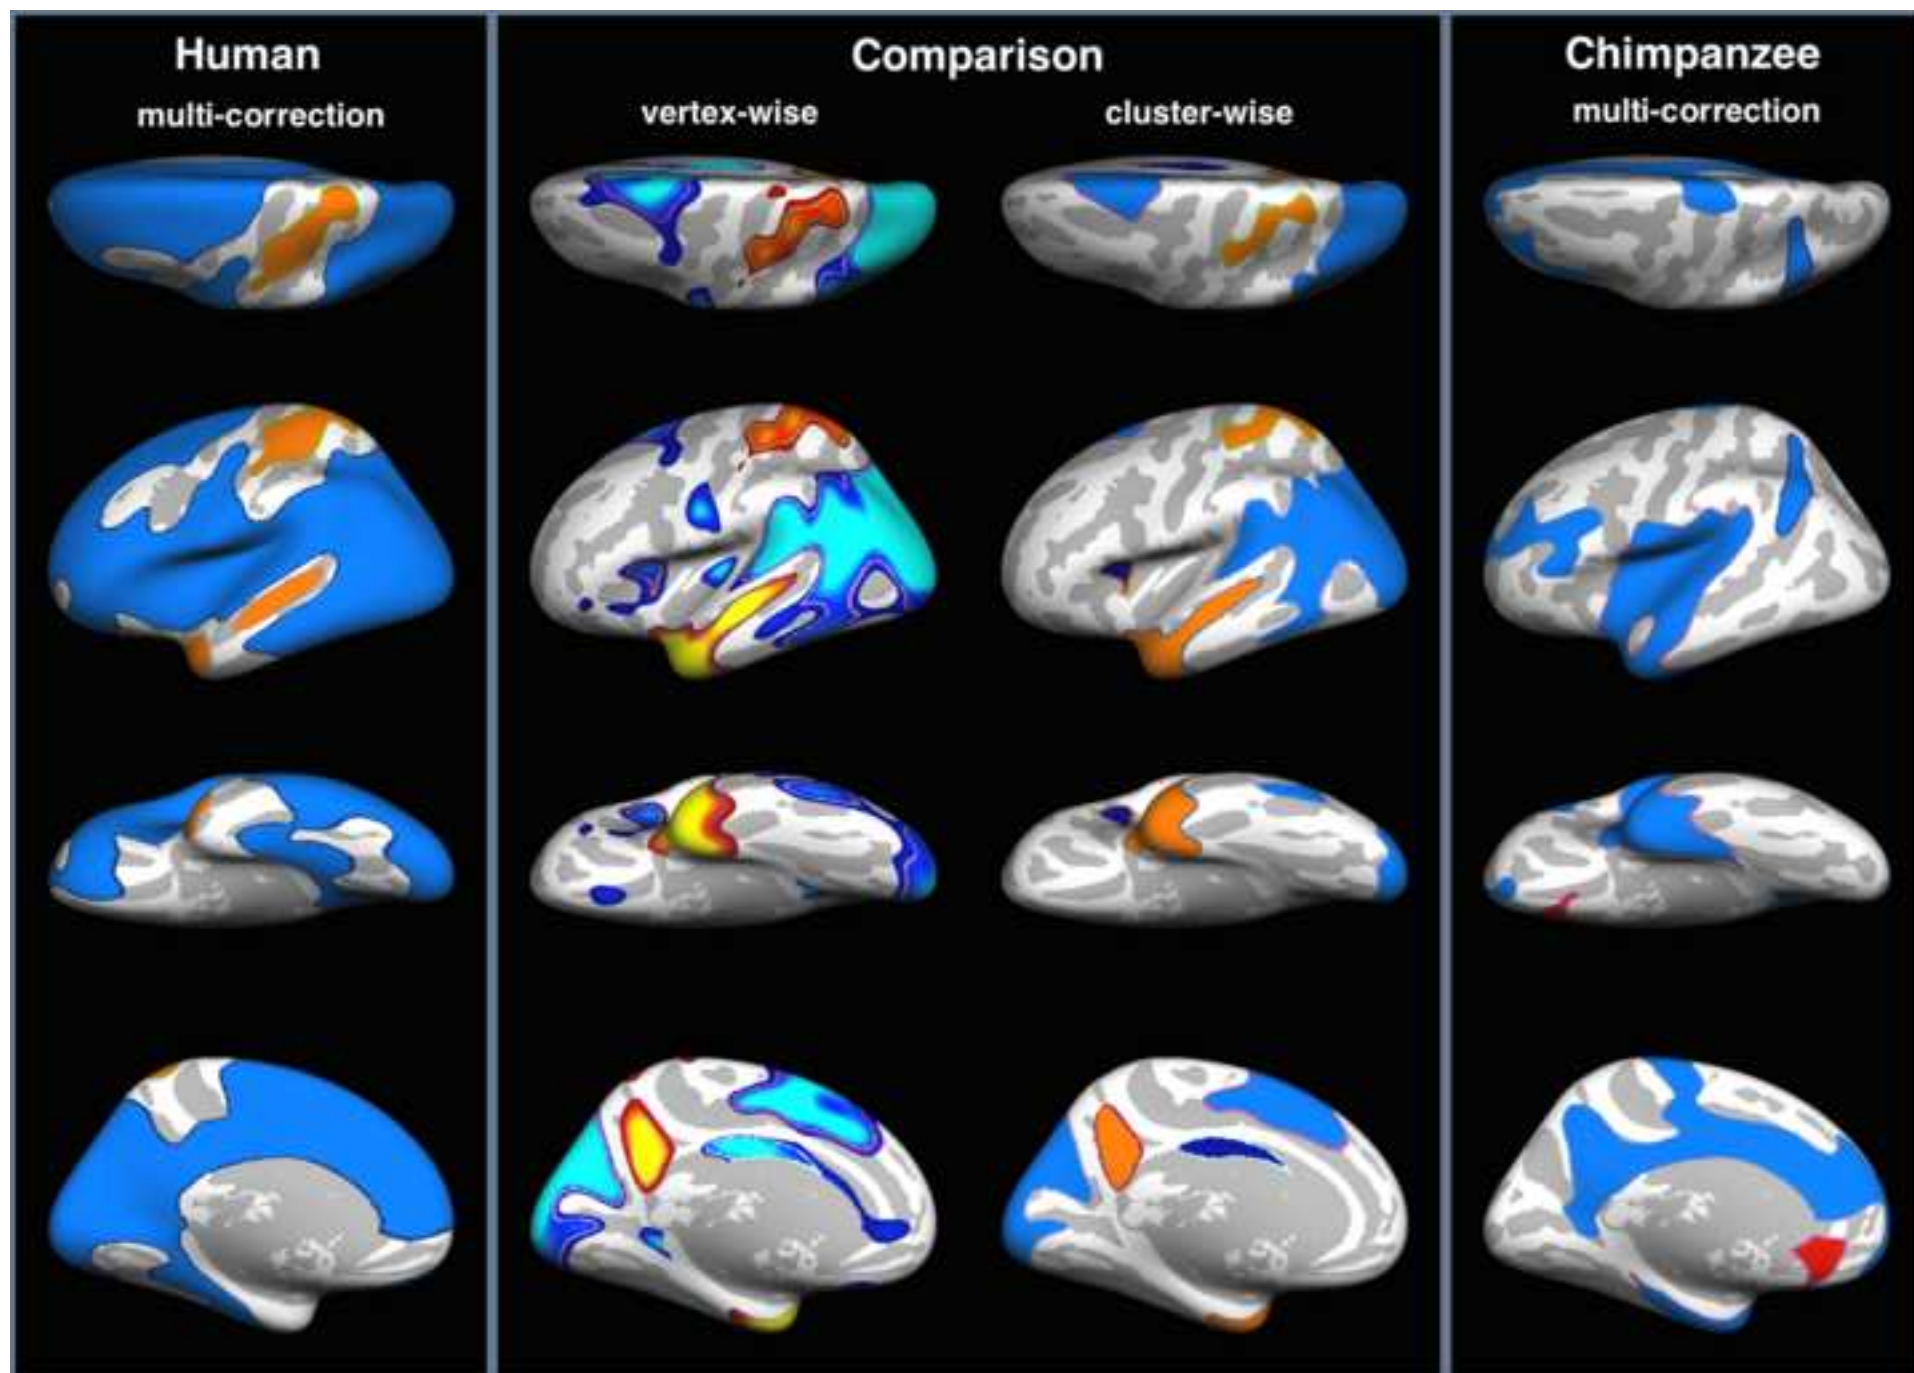 Human
multi-correction
Comparison
vertex-wise
cluster-wise
Chimpanzee
multi-correction